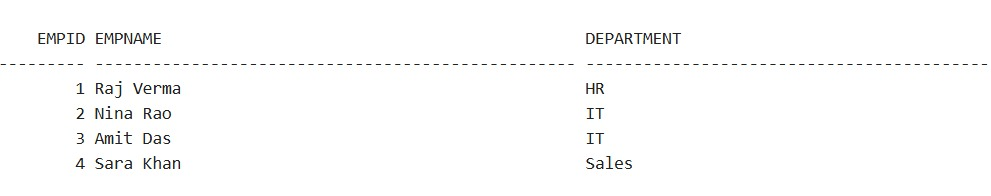 EMPID EMPNAME DEPARTMENT
--------- -------------------------------------------------- ------------------------------------------
1 Raj Verma HR
2 Nina Rao IT
3 Amit Das IT
4 Sara Khan Sales